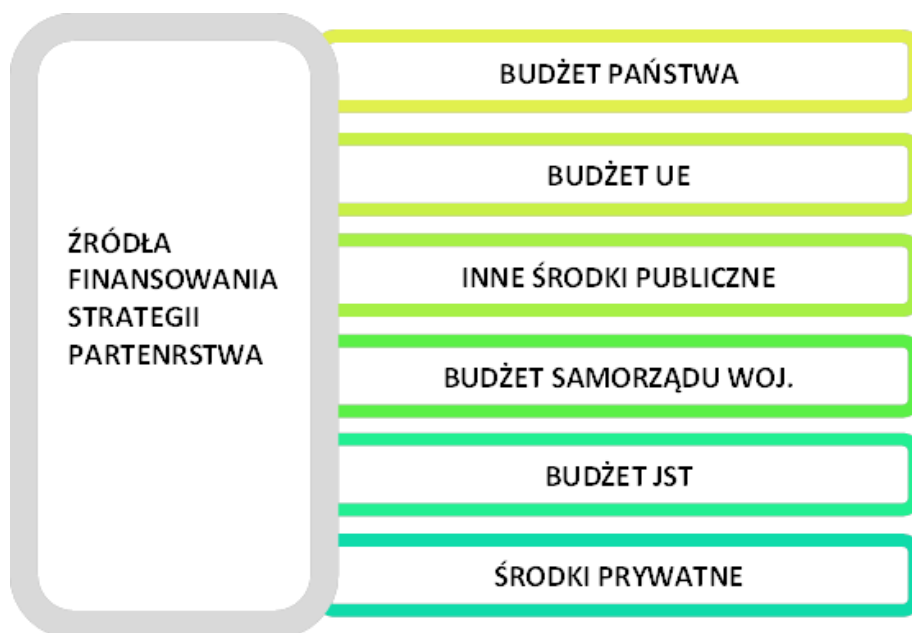 ŹRÓDŁA
FINANSOWANIA
STRATEGII
PARTENRSTWA
BUDŻET PAŃSTWA
BUDŻET UE
INNE ŚRODKI PUBLICZNE
BUDŻET SAMORZĄDU WOJ.
BUDŻET JST
ŚRODKI PRYWATNE